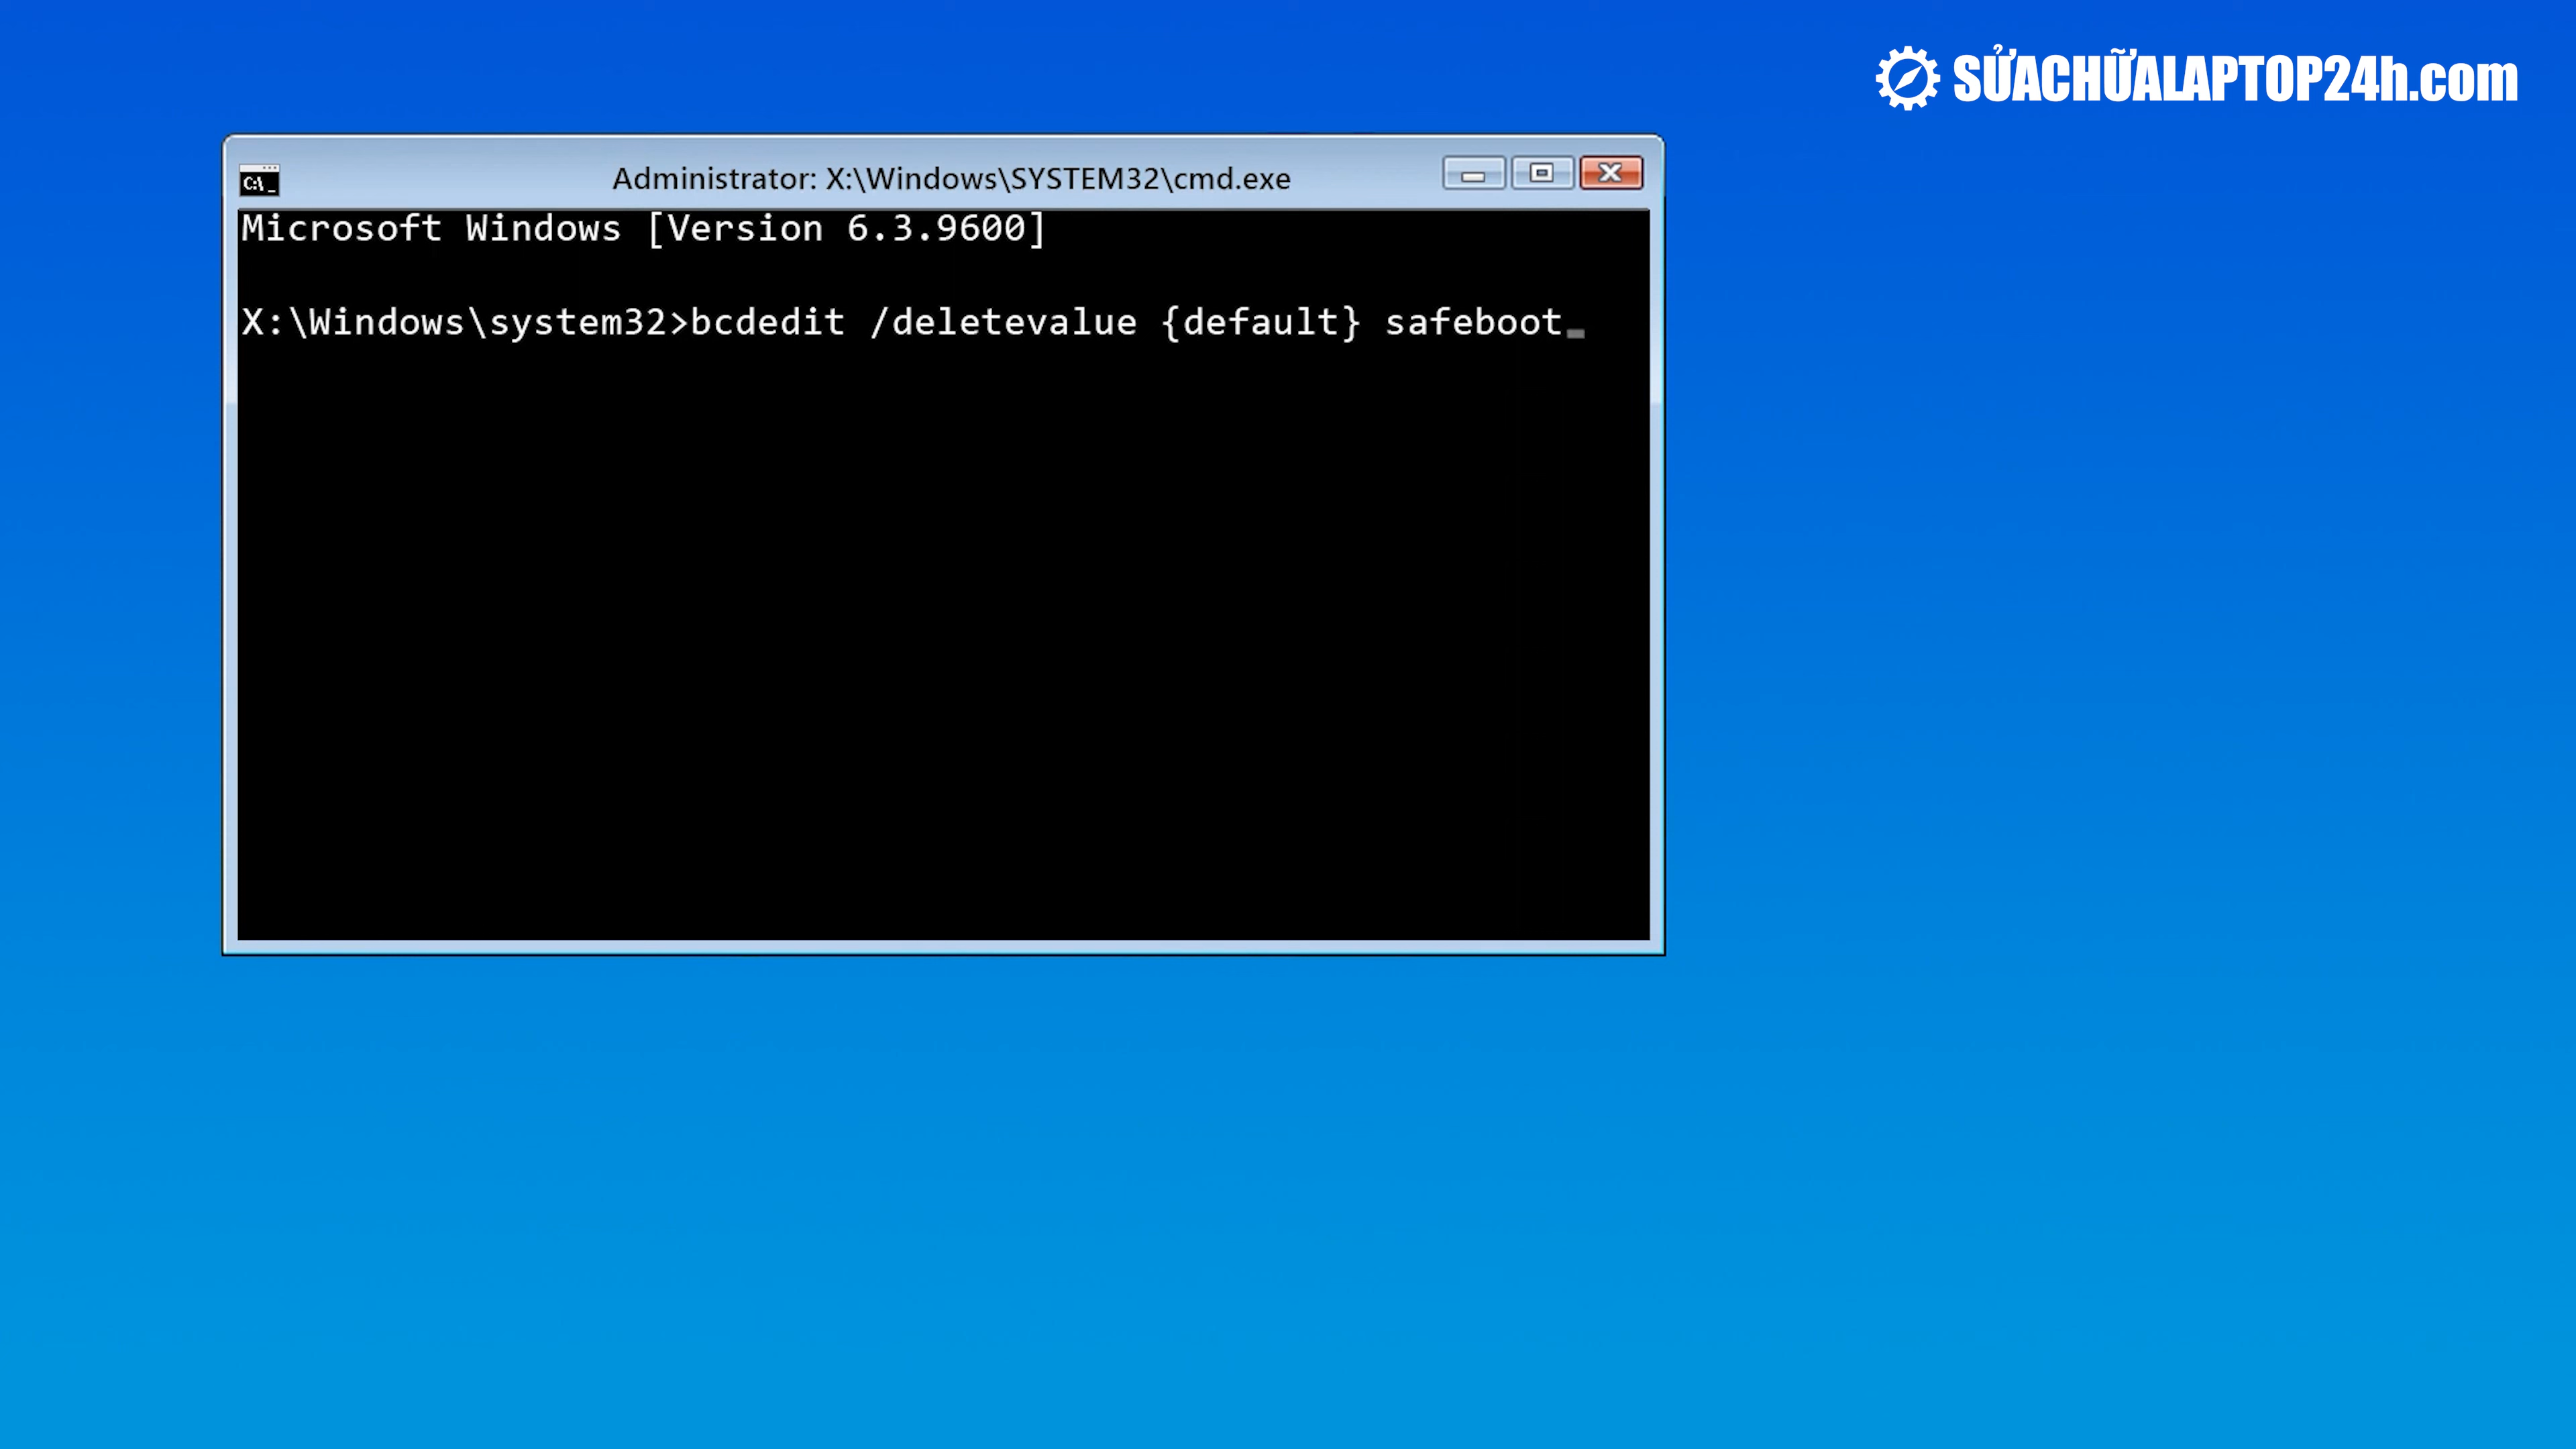 SỬACHỮALAPTOP24h.com
Administrator: X:\Windows\SYSTEM32\cmd.exe
C:\_
Microsoft Windows [Version 6.3.9600]
X:\Windows\system32>bcdedit /deletevalue {default} safeboot